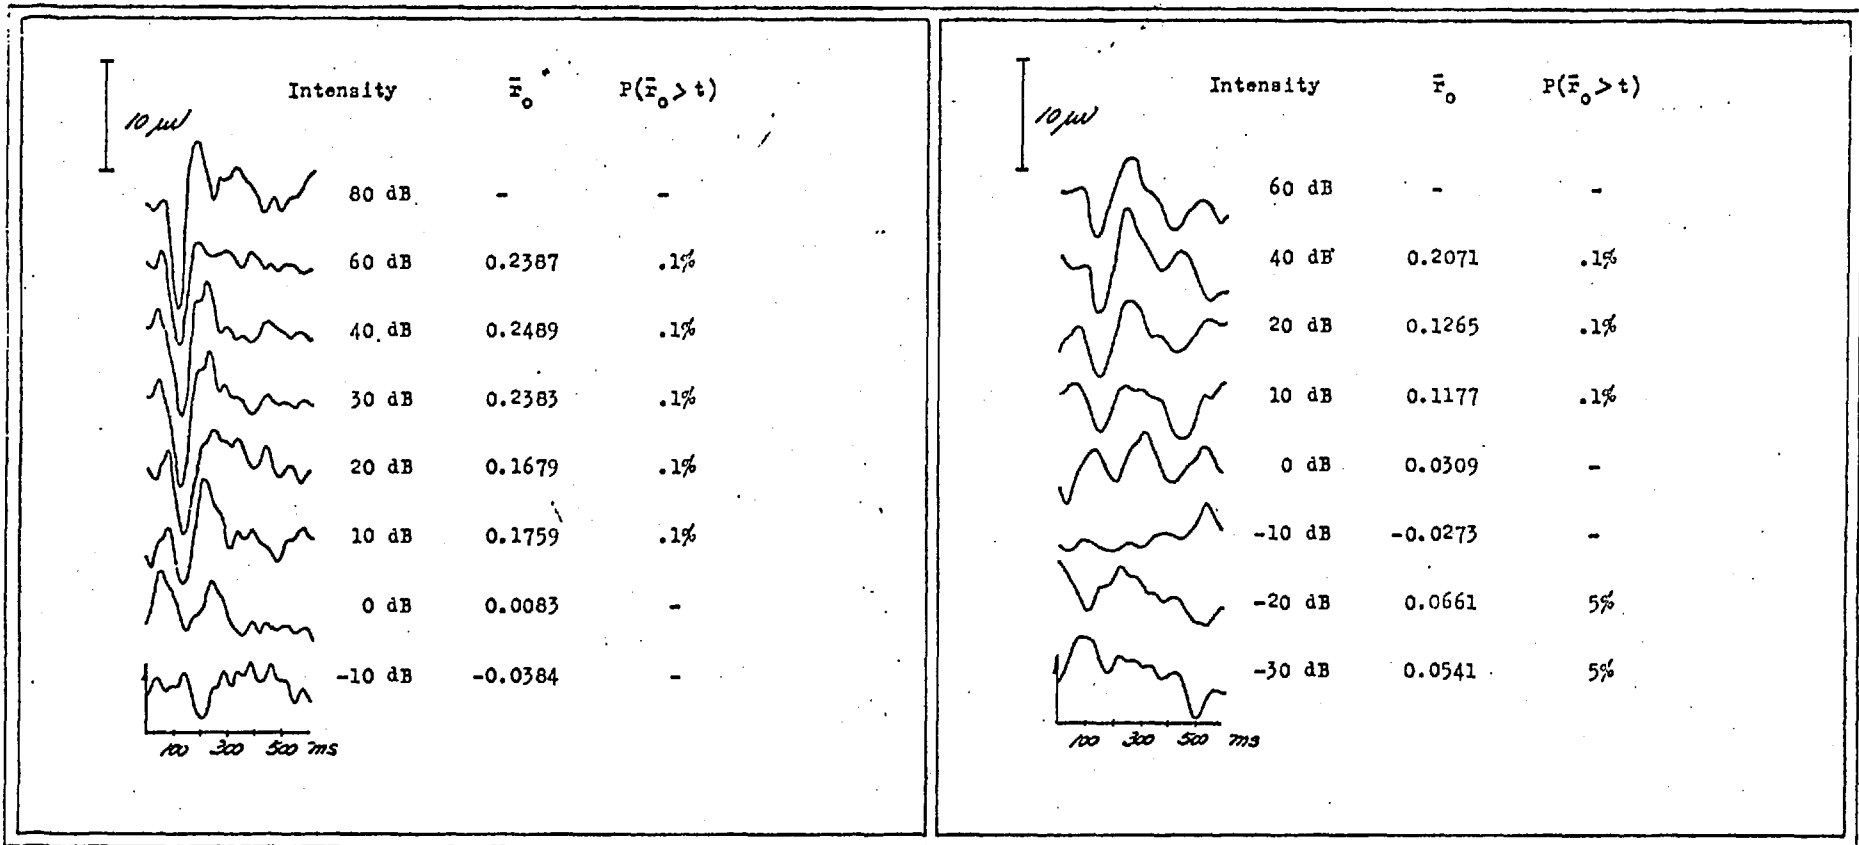 Intensity r̄o P(r̄o > t)
10 μV
80 dB - -
60 dB 0.2387 .1%
40 dB 0.2489 .1%
30 dB 0.2383 .1%
20 dB 0.1679 .1%
10 dB 0.1759 .1%
0 dB 0.0083 -
-10 dB -0.0384 -
100 300 500 ms
Intensity r̄o P(r̄o > t)
10 μV
60 dB - -
40 dB 0.2071 .1%
20 dB 0.1265 .1%
10 dB 0.1177 .1%
0 dB 0.0309 -
-10 dB -0.0273 -
-20 dB 0.0661 5%
-30 dB 0.0541 5%
100 300 500 ms